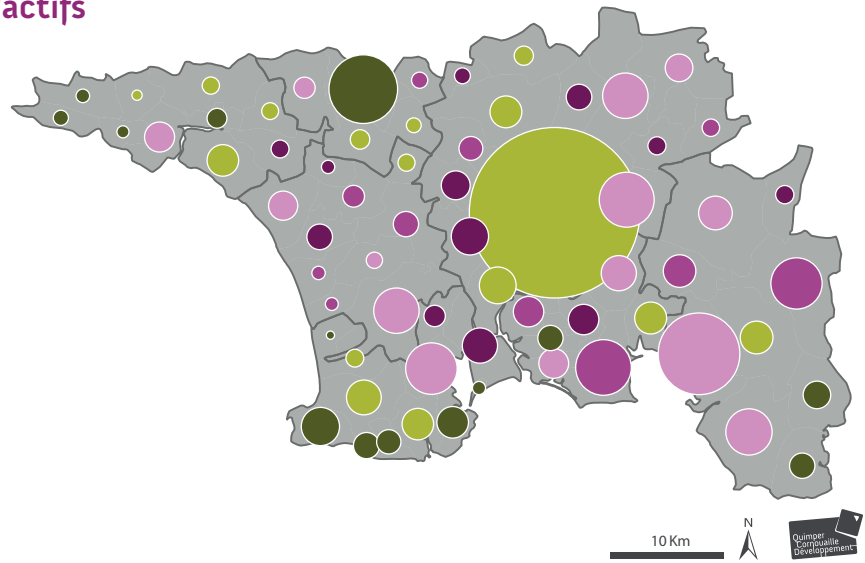 actifs
10 Km
N
Quimper
Cornouaille
Développement